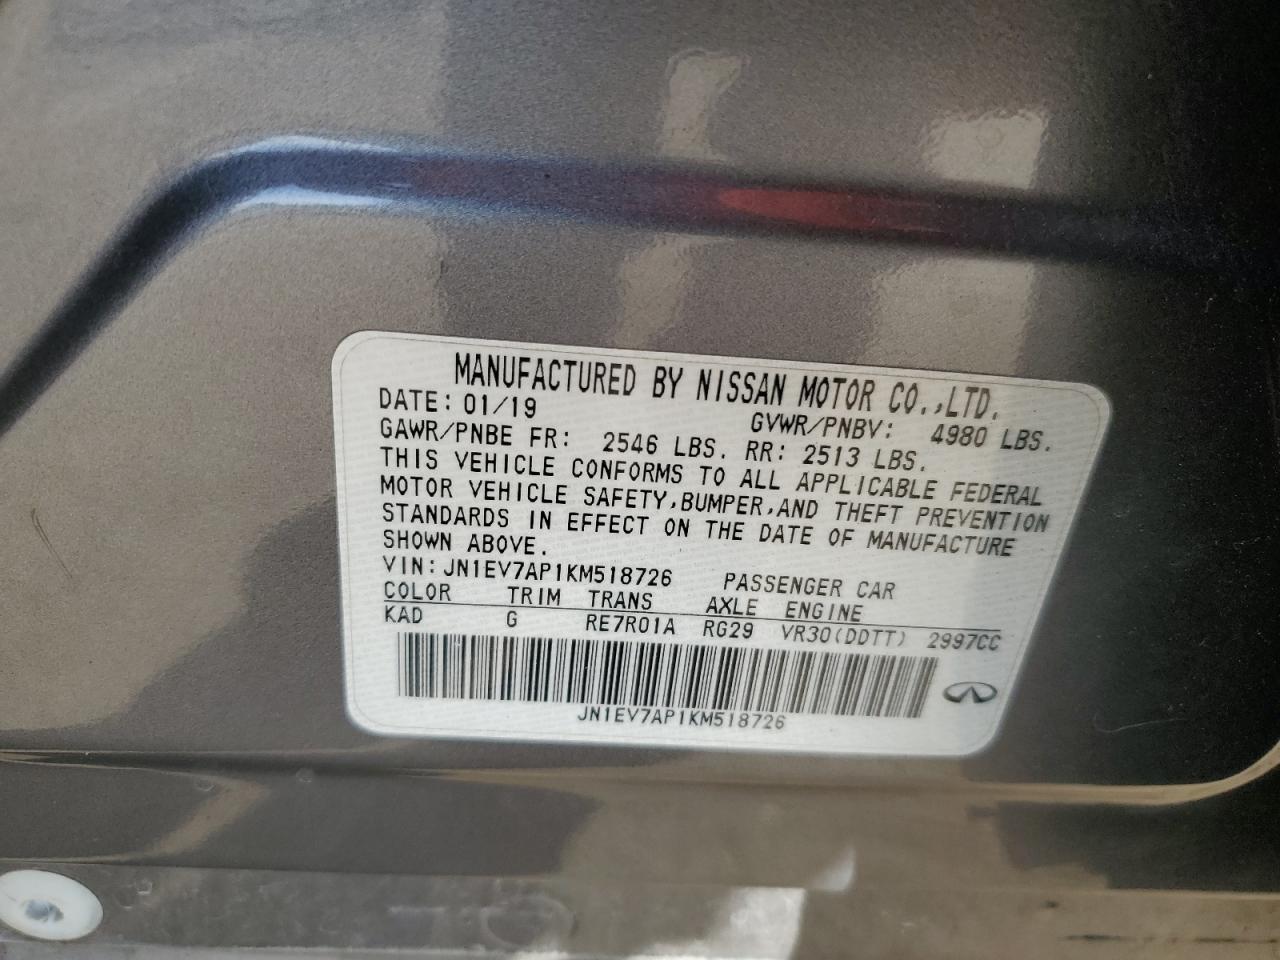 MANUFACTURED BY NISSAN MOTOR CO.,LTD.
DATE: 01/19 GVWR/PNBV: 4980 LBS.
GAWR/PNBE FR: 2546 LBS. RR: 2513 LBS.
THIS VEHICLE CONFORMS TO ALL APPLICABLE FEDERAL
MOTOR VEHICLE SAFETY,BUMPER,AND THEFT PREVENTION
STANDARDS IN EFFECT ON THE DATE OF MANUFACTURE
SHOWN ABOVE.
VIN: JN1EV7AP1KM518726 PASSENGER CAR
COLOR TRIM TRANS AXLE ENGINE
KAD G RE7R01A RG29 VR30(DDTT) 2997CC
JN1EV7AP1KM518726